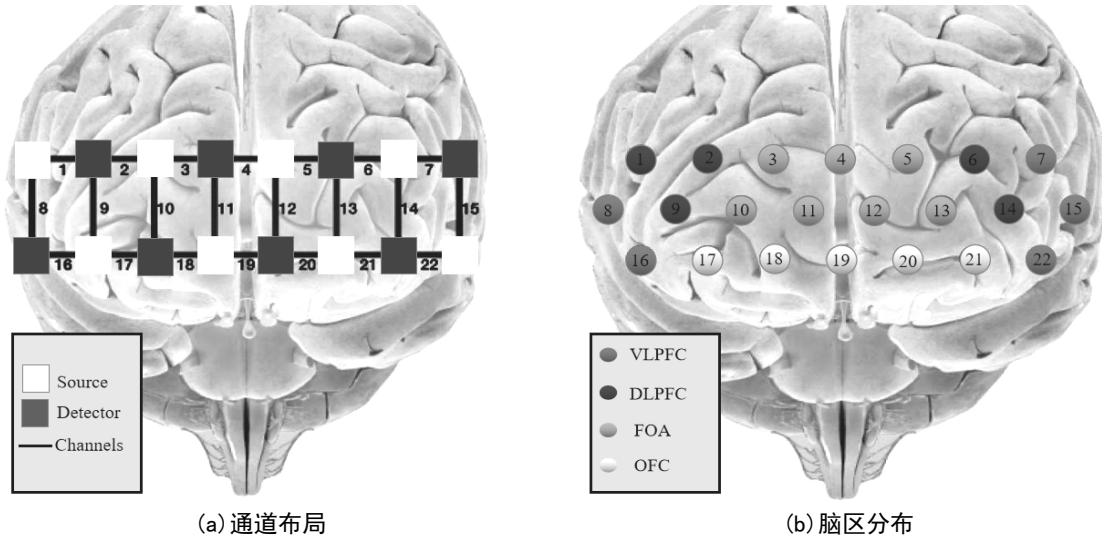 1 2 3 4 5 6 7
8 9 10 11 12 13 14 15
16 17 18 19 20 21 22
Source
Detector
Channels
(a)通道布局
1 2 3 4 5 6 7
8 9 10 11 12 13 14 15
16 17 18 19 20 21 22
VLPFC
DLPFC
FOA
OFC
(b)脑区分布